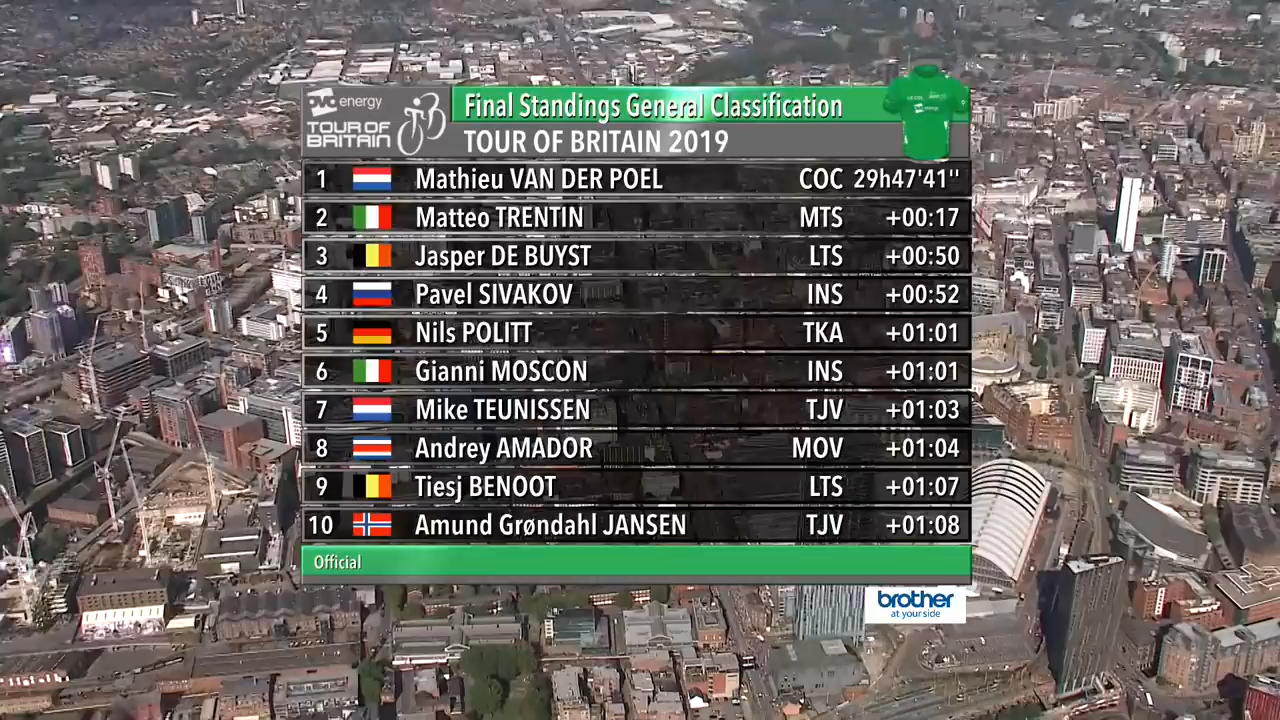 ovo energy
TOUR OF
BRITAIN
Final Standings General Classification
TOUR OF BRITAIN 2019
1 Mathieu VAN DER POEL COC 29h47'41''
2 Matteo TRENTIN MTS +00:17
3 Jasper DE BUYST LTS +00:50
4 Pavel SIVAKOV INS +00:52
5 Nils POLITT TKA +01:01
6 Gianni MOSCON INS +01:01
7 Mike TEUNISSEN TJV +01:03
8 Andrey AMADOR MOV +01:04
9 Tiesj BENOOT LTS +01:07
10 Amund Grøndahl JANSEN TJV +01:08
Official
brother
at your side